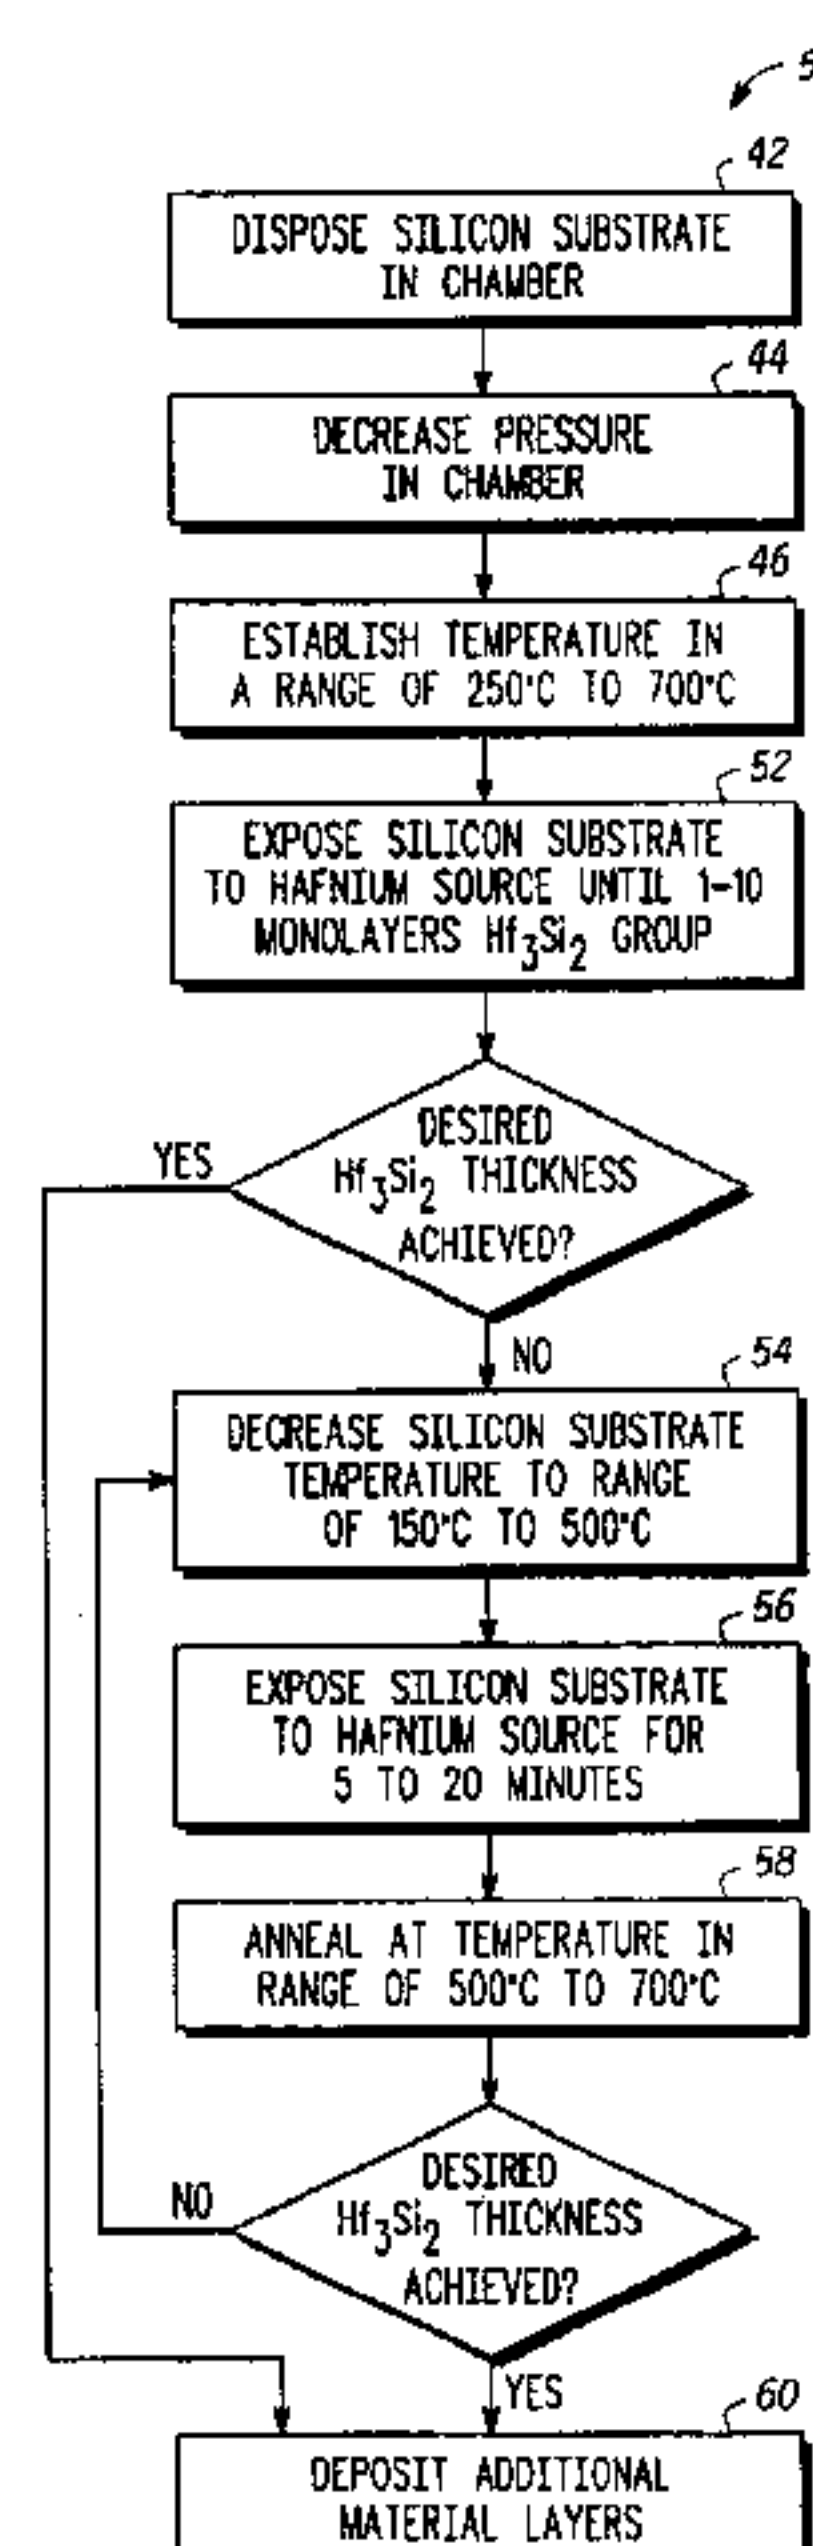 42
DISPOSE SILICON SUBSTRATE
IN CHAMBER
44
DECREASE PRESSURE
IN CHAMBER
46
ESTABLISH TEMPERATURE IN
A RANGE OF 250°C TO 700°C
52
EXPOSE SILICON SUBSTRATE
TO HAFNIUM SOURCE UNTIL 1-10
MONOLAYERS Hf3Si2 GROUP
DESIRED
YES
Hf3Si2 THICKNESS
ACHIEVED?
NO
54
DECREASE SILICON SUBSTRATE
TEMPERATURE TO RANGE
OF 150°C TO 500°C
56
EXPOSE SILICON SUBSTRATE
TO HAFNIUM SOURCE FOR
5 TO 20 MINUTES
58
ANNEAL AT TEMPERATURE IN
RANGE OF 500°C TO 700°C
DESIRED
NO
Hf3Si2 THICKNESS
ACHIEVED?
YES
60
DEPOSIT ADDITIONAL
MATERIAL LAYERS